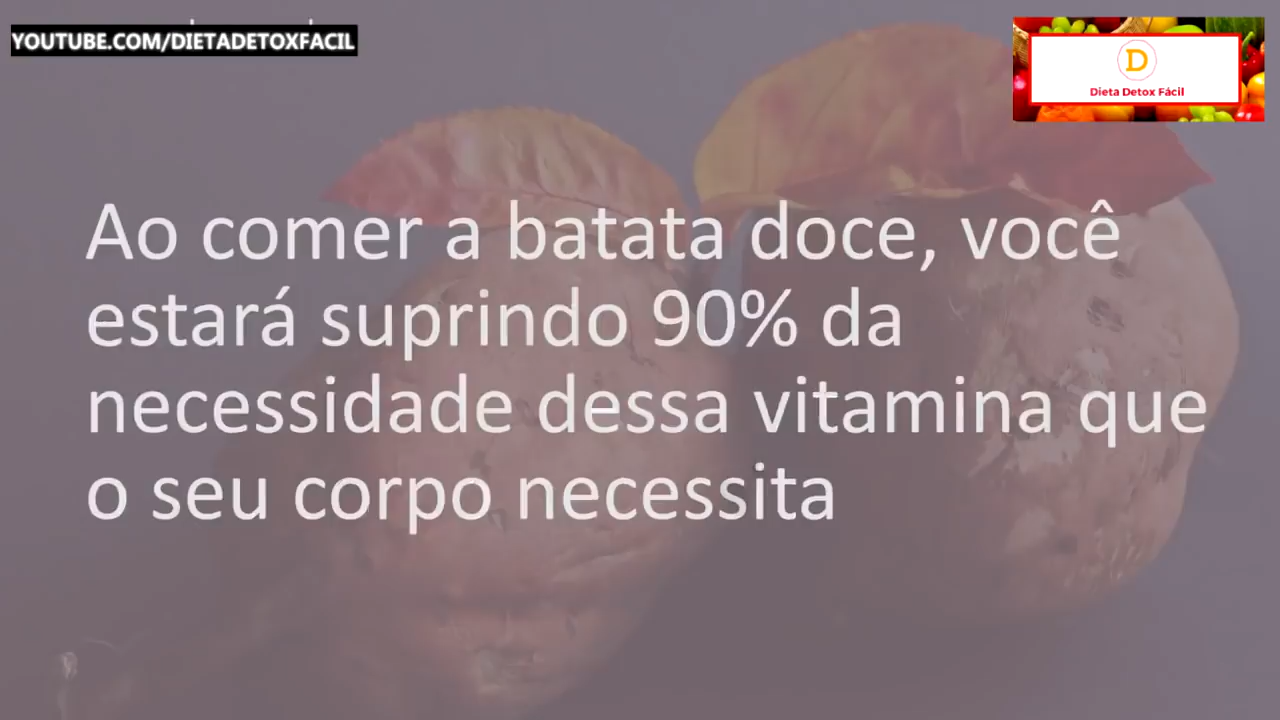 YOUTUBE.COM/DIETADETOXFACIL
D
Dieta Detox Fácil
Ao comer a batata doce, você
estará suprindo 90% da
necessidade dessa vitamina que
o seu corpo necessita